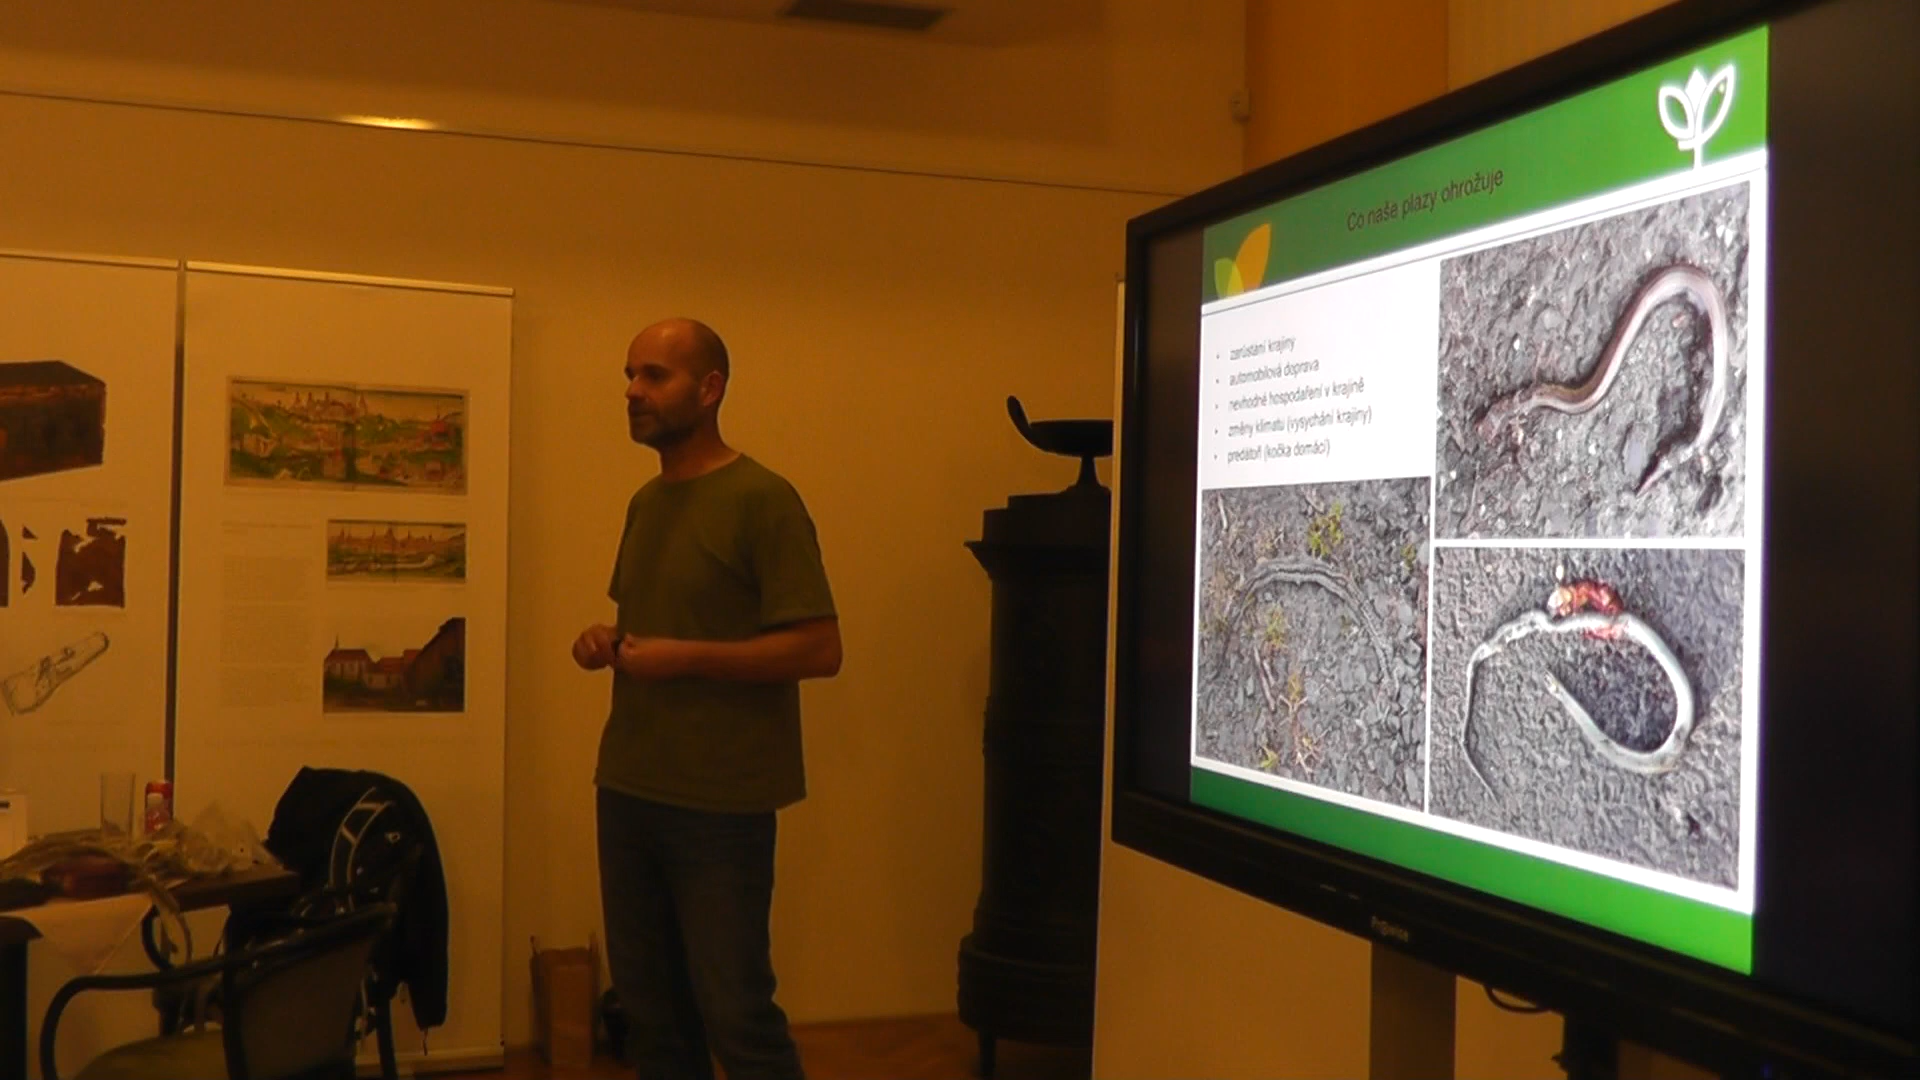 Co naše plazy ohrožuje
• zarůstání krajiny
• automobilová doprava
• nevhodné hospodaření v krajině
• změny klimatu (vysychání krajiny)
• predátoři (kočka domácí)